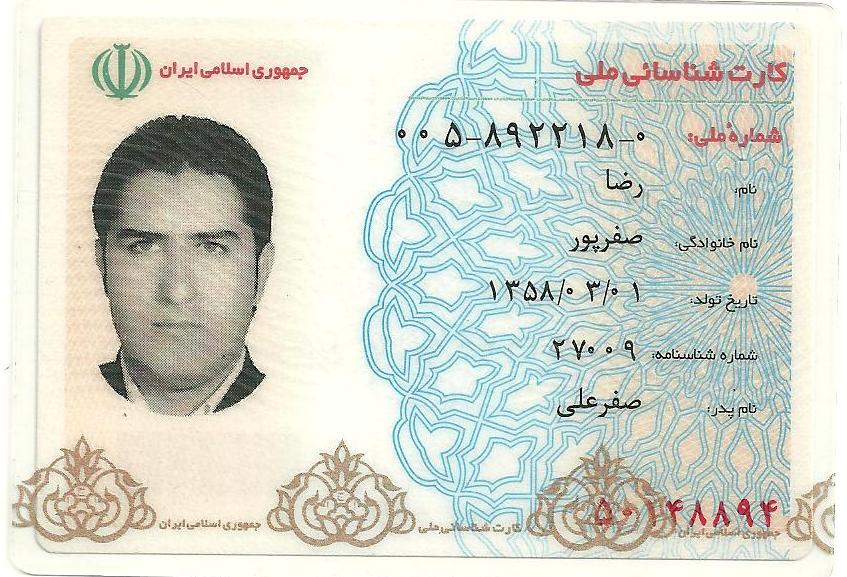 جمهوری اسلامی ایران
کارت شناسائی ملی
شمارهٔ ملی: ۰۰۵-۸۹۲۲۱۸-۰
نام: رضا
نام خانوادگی: صفرپور
تاریخ تولد: ۱۳۵۸/۰۳/۰۱
شماره شناسنامه: ۲۷۰۰۹
نام پدر: صفرعلی
۵۰۱۴۸۸۹۴
جمهوری اسلامی ایران کارت شناسائی ملی جمهوری اسلامی ایران